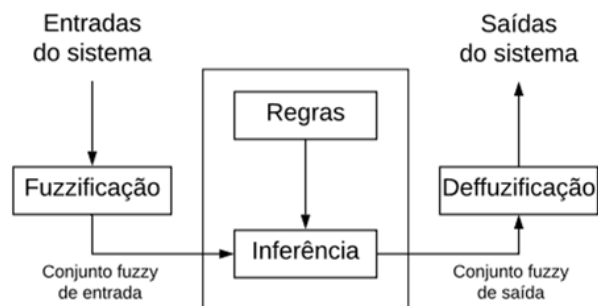 Entradas
do sistema
Saídas
do sistema
Regras
Fuzzificação
Deffuzificação
Inferência
Conjunto fuzzy
de entrada
Conjunto fuzzy
de saída